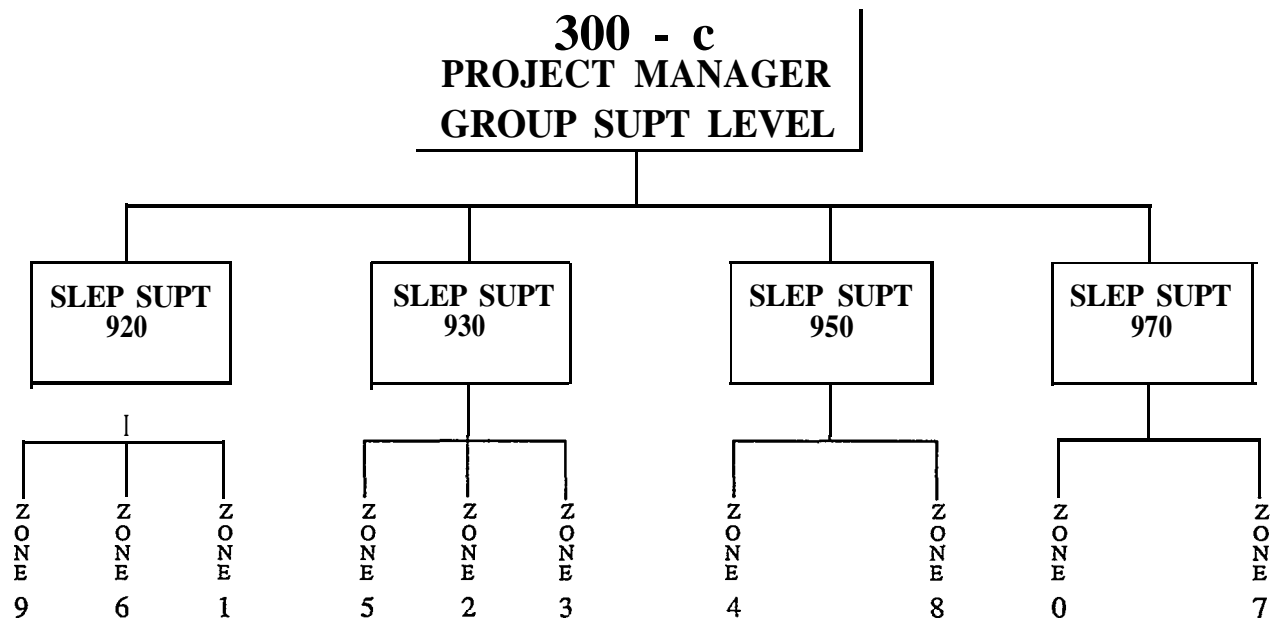 300 - c
PROJECT MANAGER
GROUP SUPT LEVEL
SLEP SUPT
920
SLEP SUPT
930
SLEP SUPT
950
SLEP SUPT
970
ZONE 9
ZONE 6
ZONE 1
ZONE 5
ZONE 2
ZONE 3
ZONE 4
ZONE 8
ZONE 0
ZONE 7